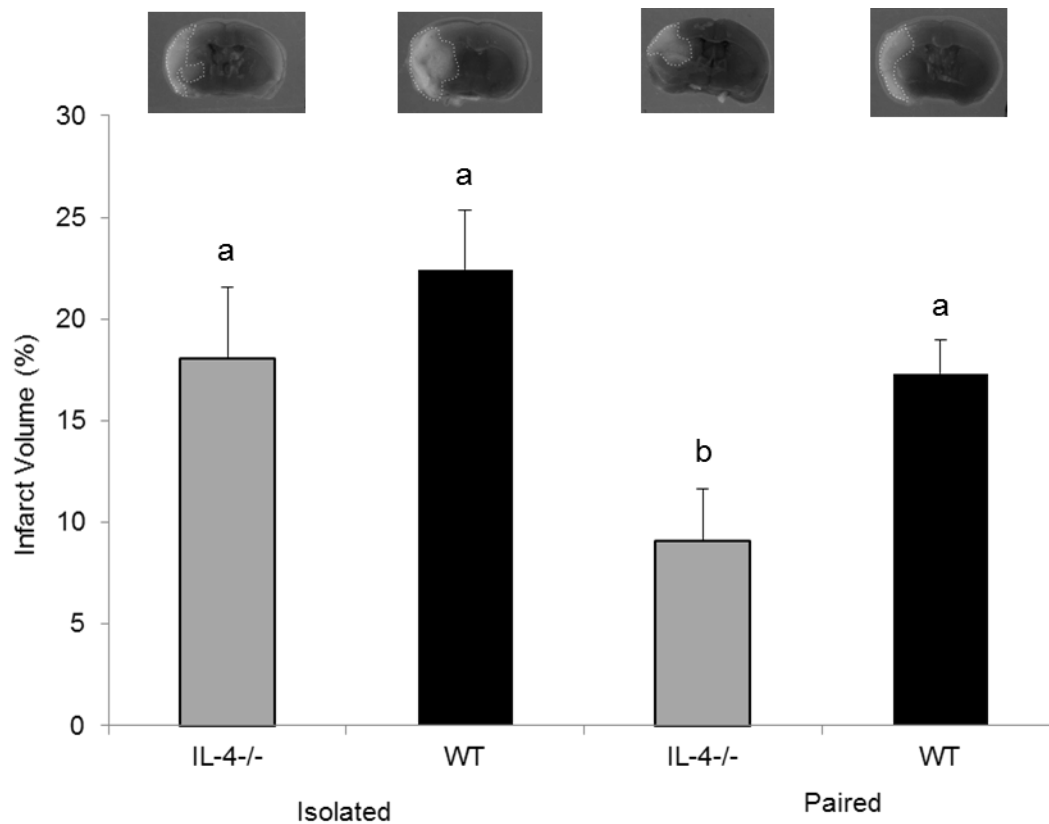 30
25
20
15
10
5
0
Infarct Volume (%)
a
a
b
a
IL-4-/-
WT
IL-4-/-
WT
Isolated
Paired